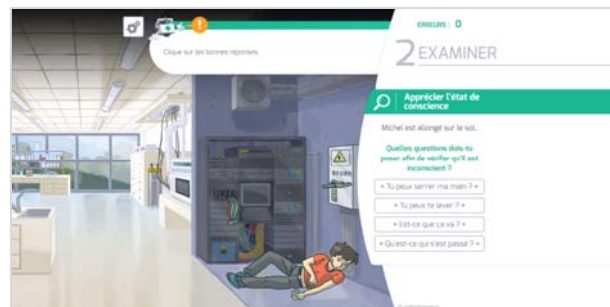 Clique sur les bonnes réponses.
ERREURS : 0
2 EXAMINER
Apprécier l'état de
conscience
Michel est allongé sur le sol.
Quelles questions dois-tu
poser afin de vérifier qu'il est
inconscient ?
« Tu peux serrer ma main ? »
« Tu peux te lever ? »
« Est-ce que ça va ? »
« Qu'est-ce qui s'est passé ? »